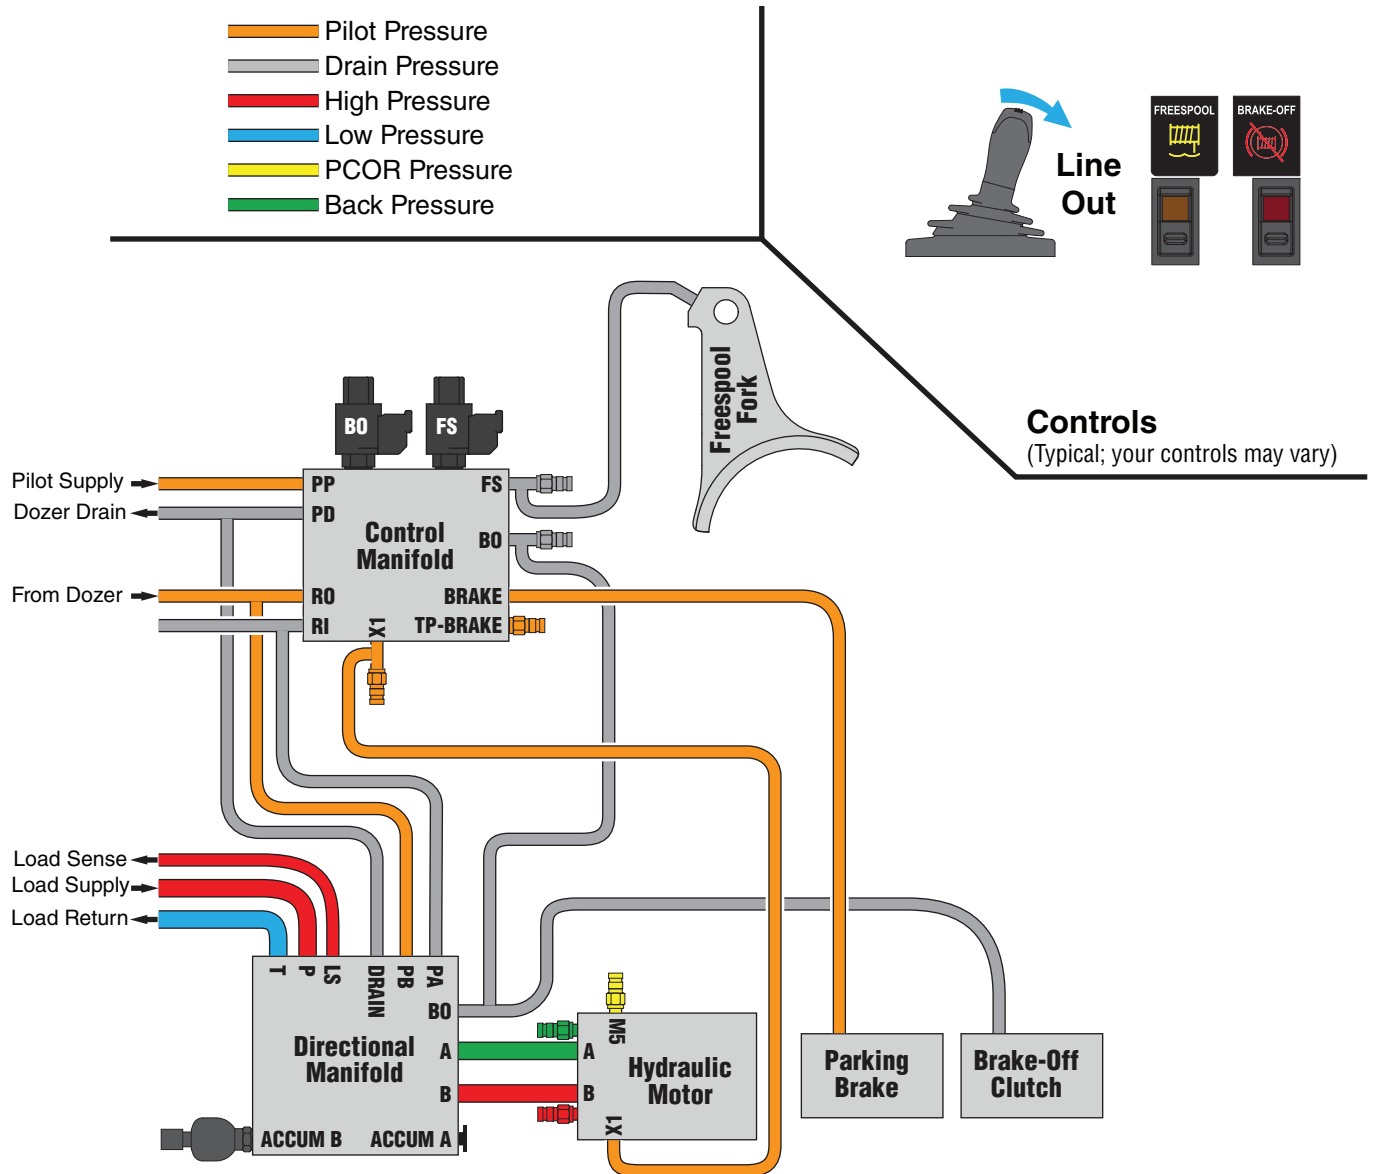 Pilot Pressure
Drain Pressure
High Pressure
Low Pressure
PCOR Pressure
Back Pressure
Line
Out
FREESPOOL
BRAKE-OFF
Controls
(Typical; your controls may vary)
Freespool
Fork
BO
FS
Pilot Supply
Dozer Drain
From Dozer
PP
PD
RO
RI
Control
Manifold
FS
BO
BRAKE
TP-BRAKE
X1
Load Sense
Load Supply
Load Return
T
P
LS
DRAIN
PB
PA
BO
A
B
Directional
Manifold
ACCUM B
ACCUM A
M5
A
B
Hydraulic
Motor
X1
Parking
Brake
Brake-Off
Clutch